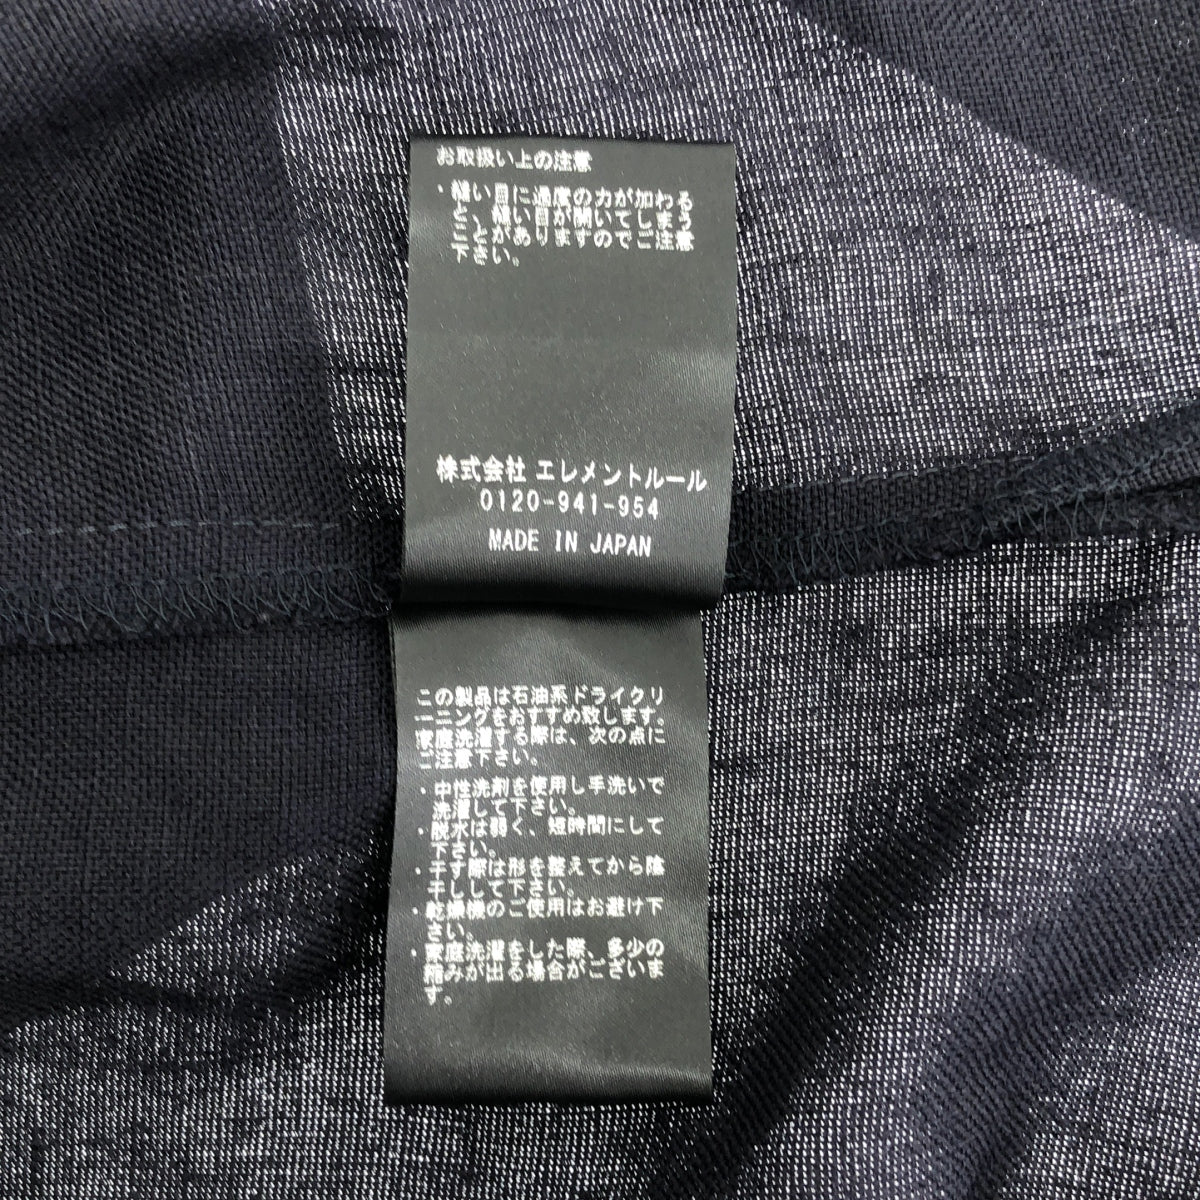 お取扱い上の注意
・縫い目に過度の力が加わる
と、縫い目が開いてしまう
ことがありますのでご注意
下さい。
株式会社 エレメントルール
0120-941-954
MADE IN JAPAN
この製品は石油系ドライクリ
ーニングをおすすめ致します。
家庭洗濯する際は、次の点に
ご注意下さい。
・中性洗剤を使用し手洗いで
洗濯して下さい。
・脱水は弱く、短時間にして
下さい。
・干す際は形を整えてから陰
干しして下さい。
・乾燥機のご使用はお避け下
さい。
・家庭洗濯をした際、多少の
縮みが出る場合がございま
す。